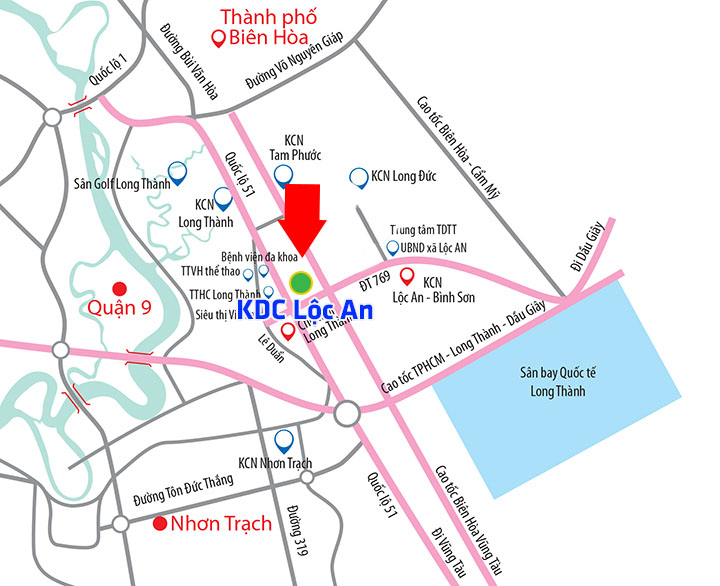 Thành phố
Biên Hòa
Quốc lộ 1
Đường Bùi Văn Hòa
Đường Võ Nguyên Giáp
Cao tốc Biên Hòa - Cẩm Mỹ
KCN
Tam Phước
KCN Long Đức
Sân Golf Long Thành
KCN
Long Thành
Quốc lộ 51
Trung tâm TDTT
UBND xã Lộc AN
Đi Dầu Giây
Bệnh viện đa khoa
TTVH thể thao
ĐT 769
KCN
Lộc An - Bình Sơn
TTHC Long Thành
Siêu thị
KDC Lộc An
Quận 9
Long Thành
Lê Duẩn
Cao tốc TPHCM - Long Thành - Dầu Giây
Sân bay Quốc tế
Long Thành
KCN Nhơn Trạch
Đường Tôn Đức Thắng
Nhơn Trạch
Đường 319
Quốc lộ 51
Đi Vũng Tàu
Cao tốc Biên Hòa Vũng Tàu